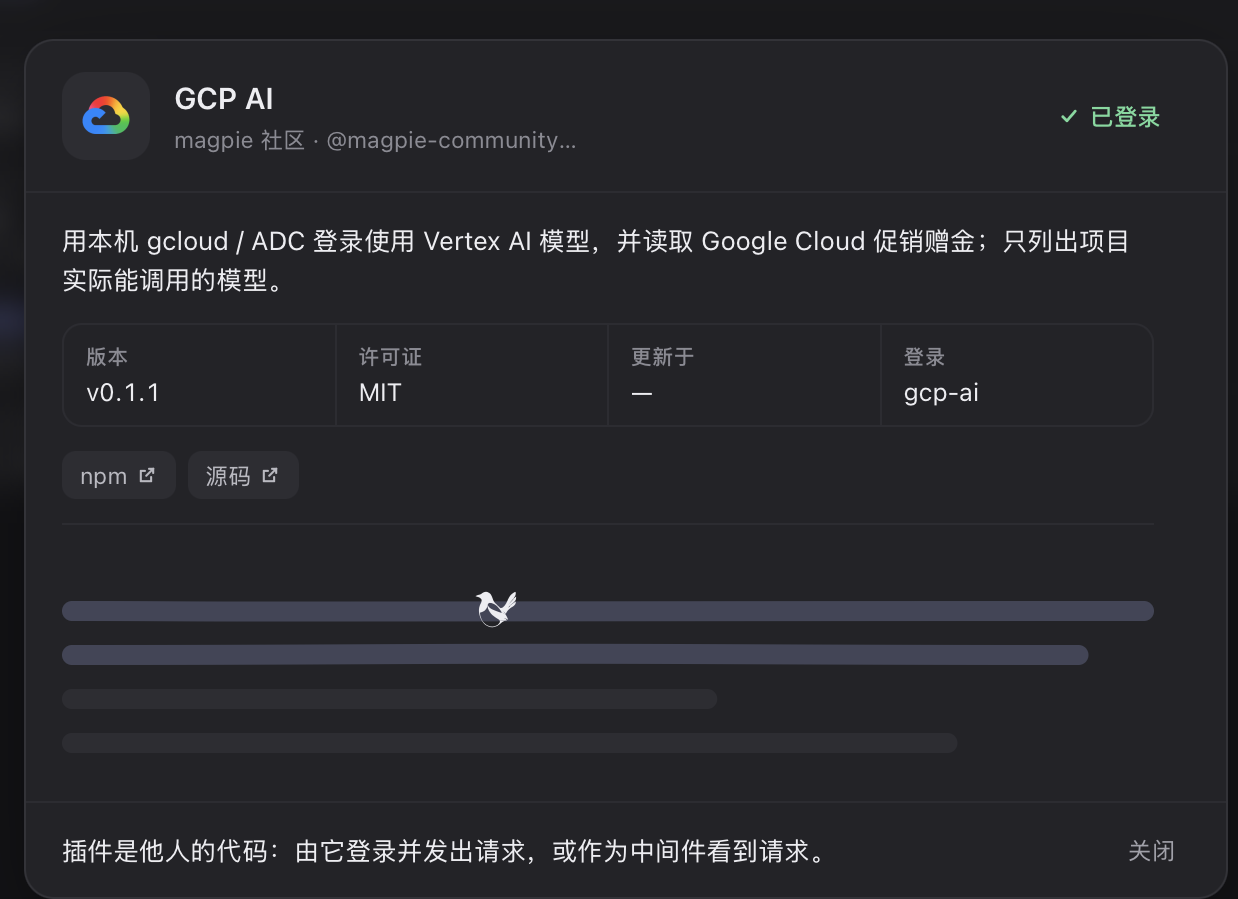 GCP AI
magpie 社区 · @magpie-community…
已登录
用本机 gcloud / ADC 登录使用 Vertex AI 模型，并读取 Google Cloud 促销赠金；只列出项目
实际能调用的模型。
版本
v0.1.1
许可证
MIT
更新于
—
登录
gcp-ai
npm
源码
插件是他人的代码：由它登录并发出请求，或作为中间件看到请求。
关闭